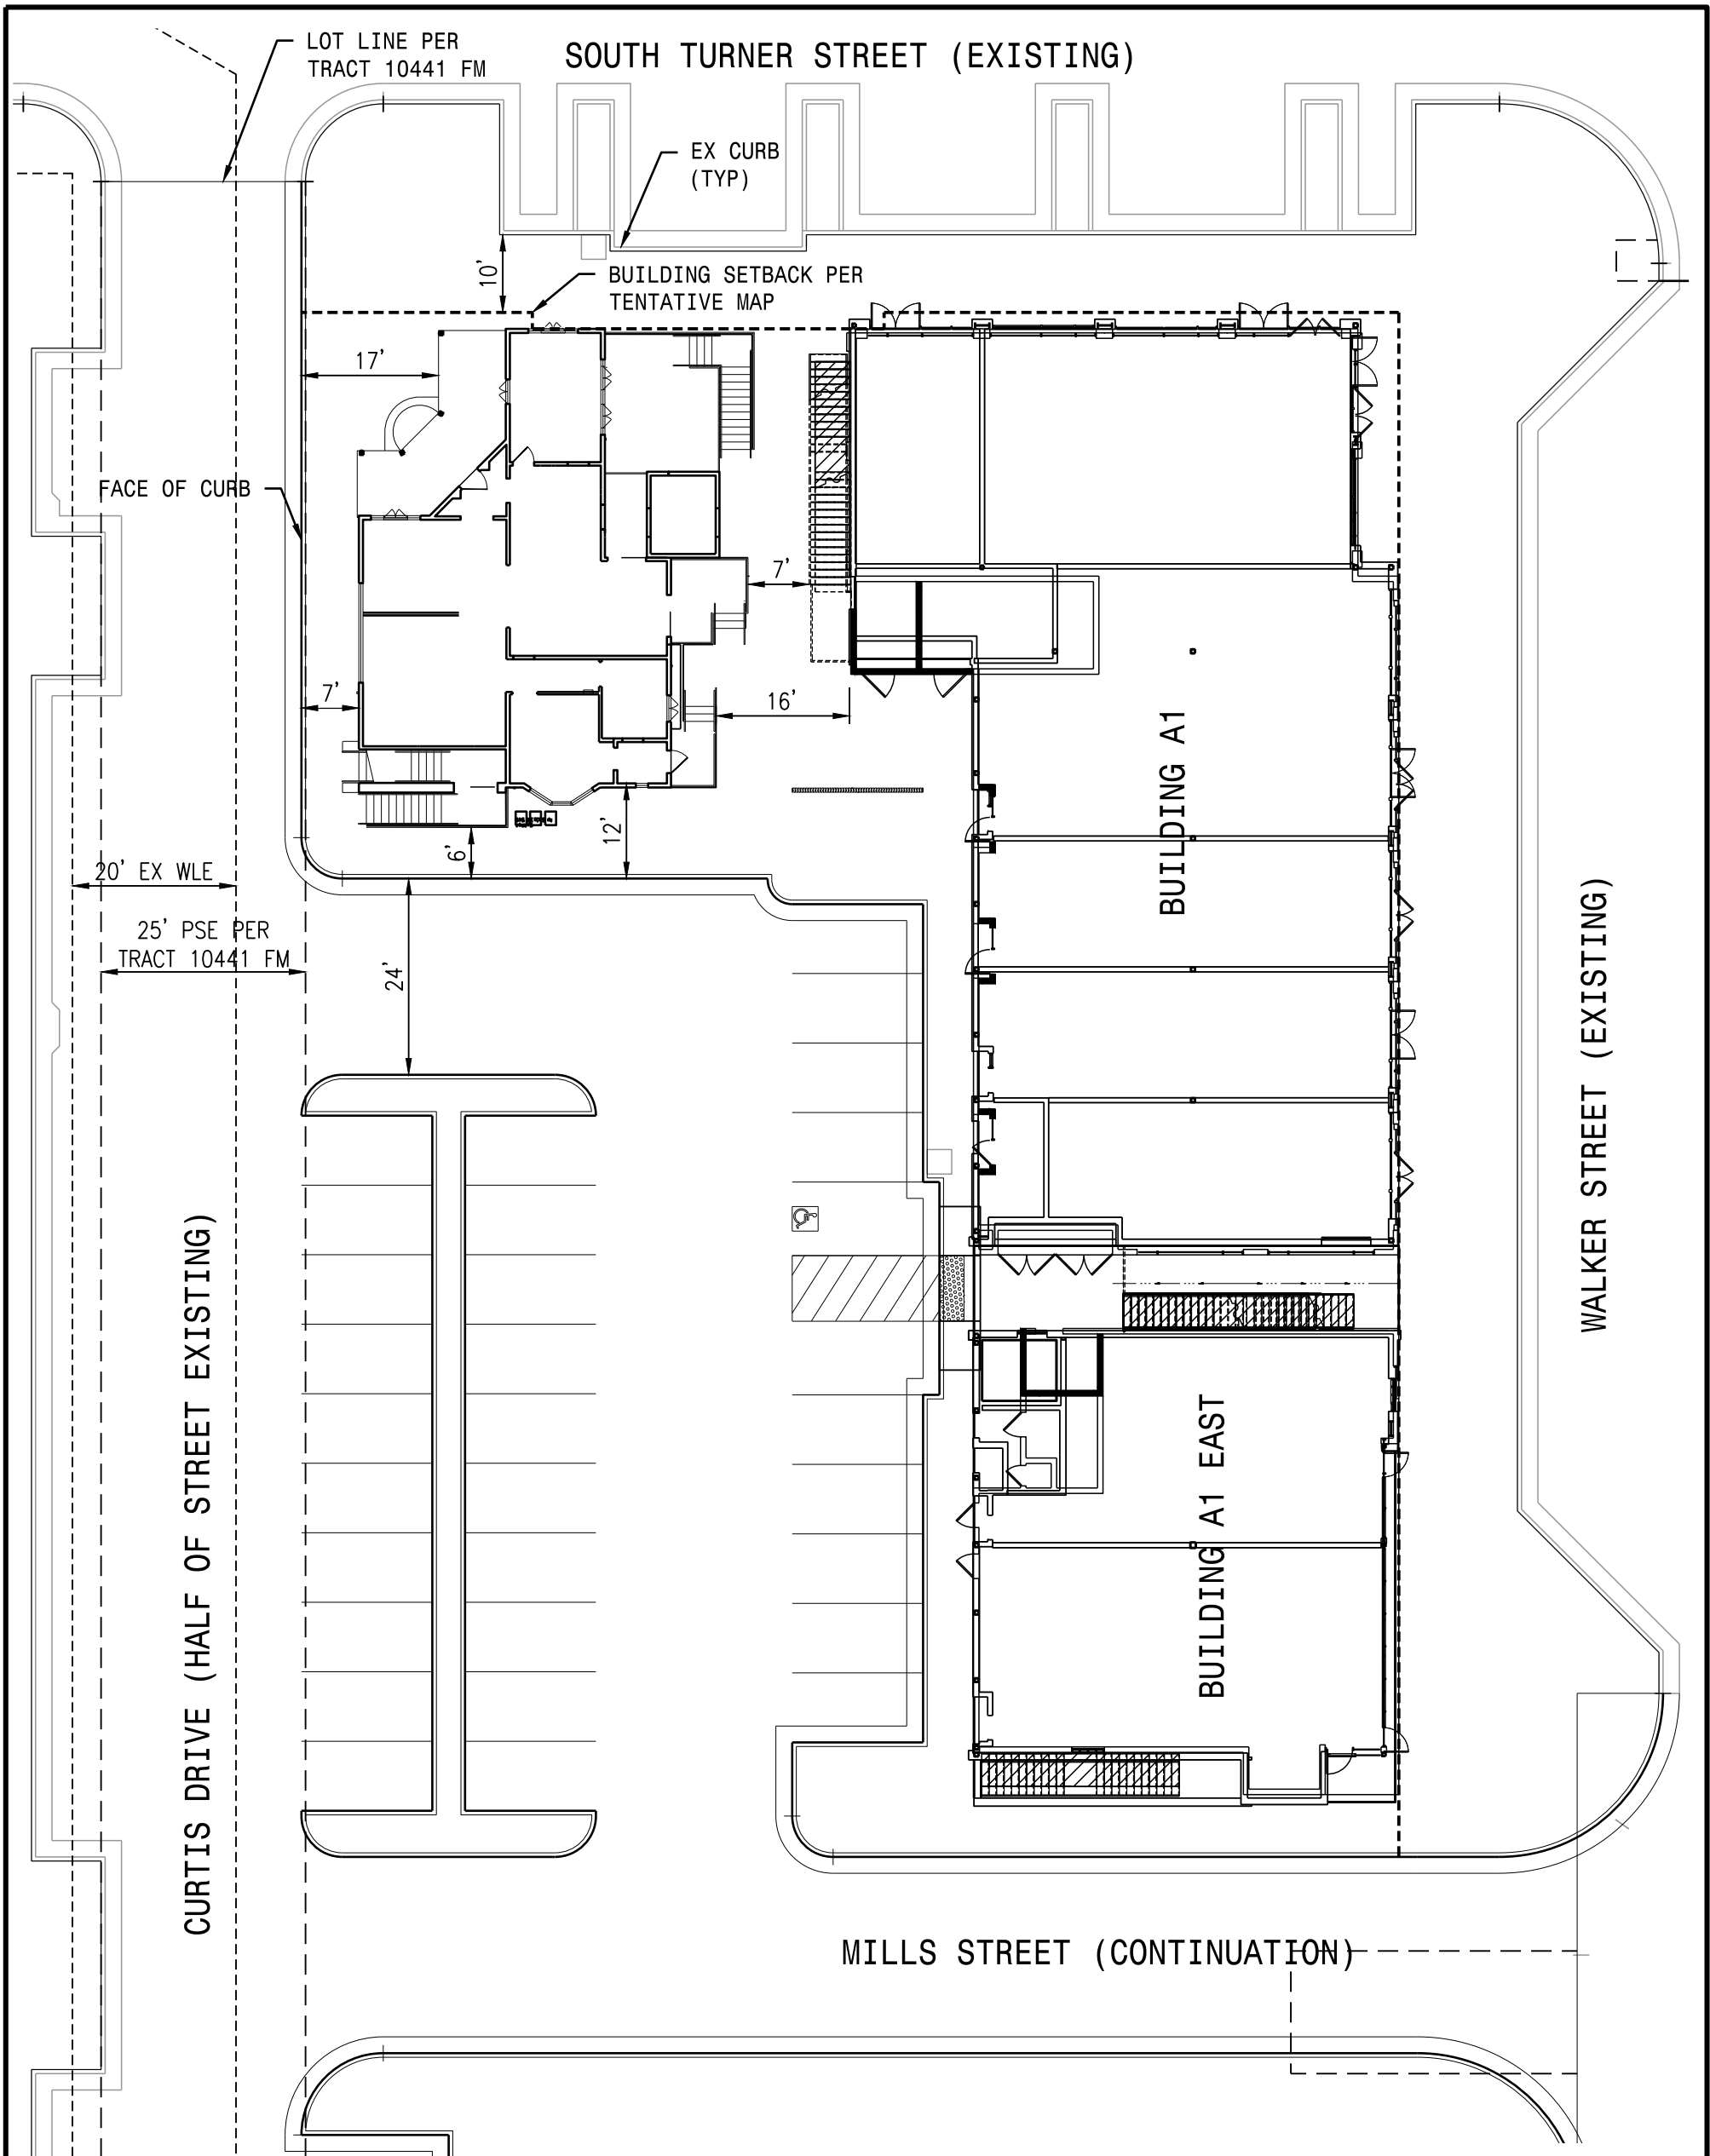 LOT LINE PER
TRACT 10441 FM
SOUTH TURNER STREET (EXISTING)
EX CURB
(TYP)
10'
BUILDING SETBACK PER
TENTATIVE MAP
17'
FACE OF CURB
7'
7'
16'
BUILDING A1
12'
6'
20' EX WLE
25' PSE PER
TRACT 10441 FM
24'
WALKER STREET (EXISTING)
CURTIS DRIVE (HALF OF STREET EXISTING)
BUILDING A1 EAST
MILLS STREET (CONTINUATION)